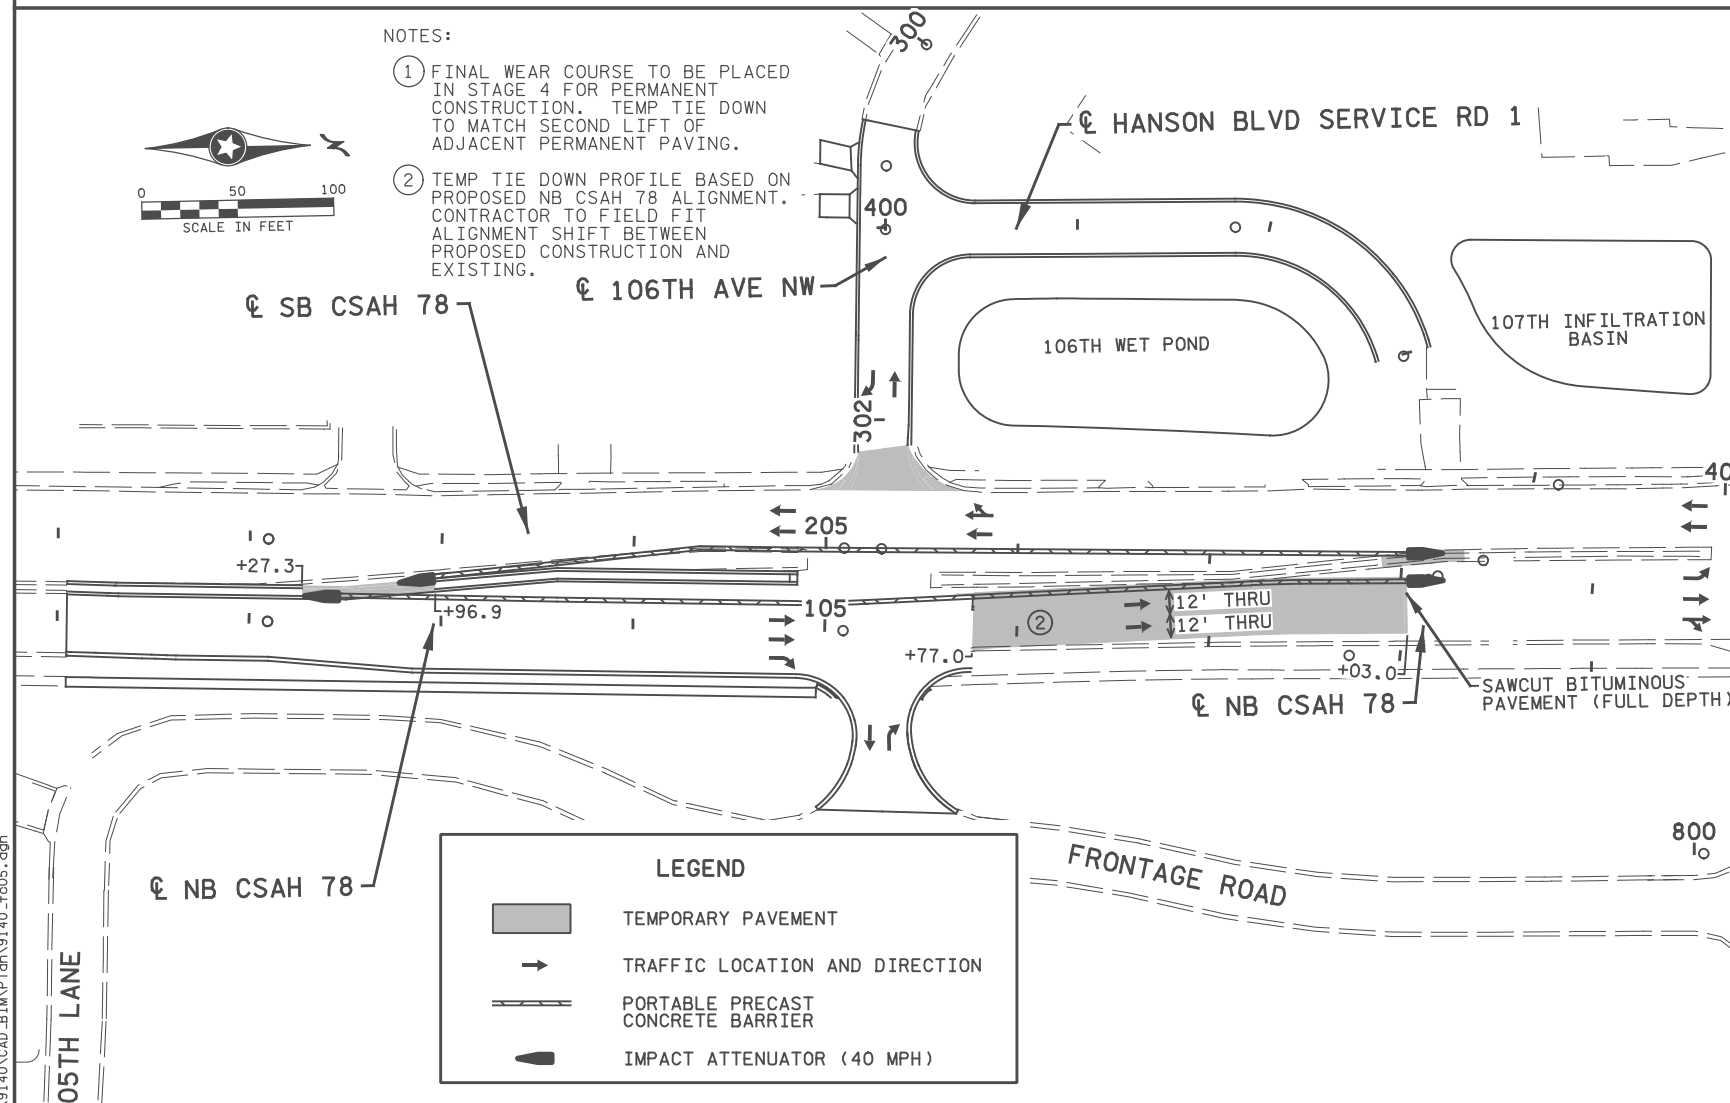 NOTES:
1 FINAL WEAR COURSE TO BE PLACED
IN STAGE 4 FOR PERMANENT
CONSTRUCTION. TEMP TIE DOWN
TO MATCH SECOND LIFT OF
ADJACENT PERMANENT PAVING.
2 TEMP TIE DOWN PROFILE BASED ON
PROPOSED NB CSAH 78 ALIGNMENT.
CONTRACTOR TO FIELD FIT
ALIGNMENT SHIFT BETWEEN
PROPOSED CONSTRUCTION AND
EXISTING.
0 50 100
SCALE IN FEET
300
℄ HANSON BLVD SERVICE RD 1
400
℄ 106TH AVE NW
℄ SB CSAH 78
106TH WET POND
107TH INFILTRATION
BASIN
302
40
205
+27.3
+96.9
105
12' THRU
12' THRU
2
+77.0
+03.0
℄ NB CSAH 78
SAWCUT BITUMINOUS
PAVEMENT (FULL DEPTH)
℄ NB CSAH 78
800
FRONTAGE ROAD
05TH LANE
LEGEND
TEMPORARY PAVEMENT
TRAFFIC LOCATION AND DIRECTION
PORTABLE PRECAST
CONCRETE BARRIER
IMPACT ATTENUATOR (40 MPH)